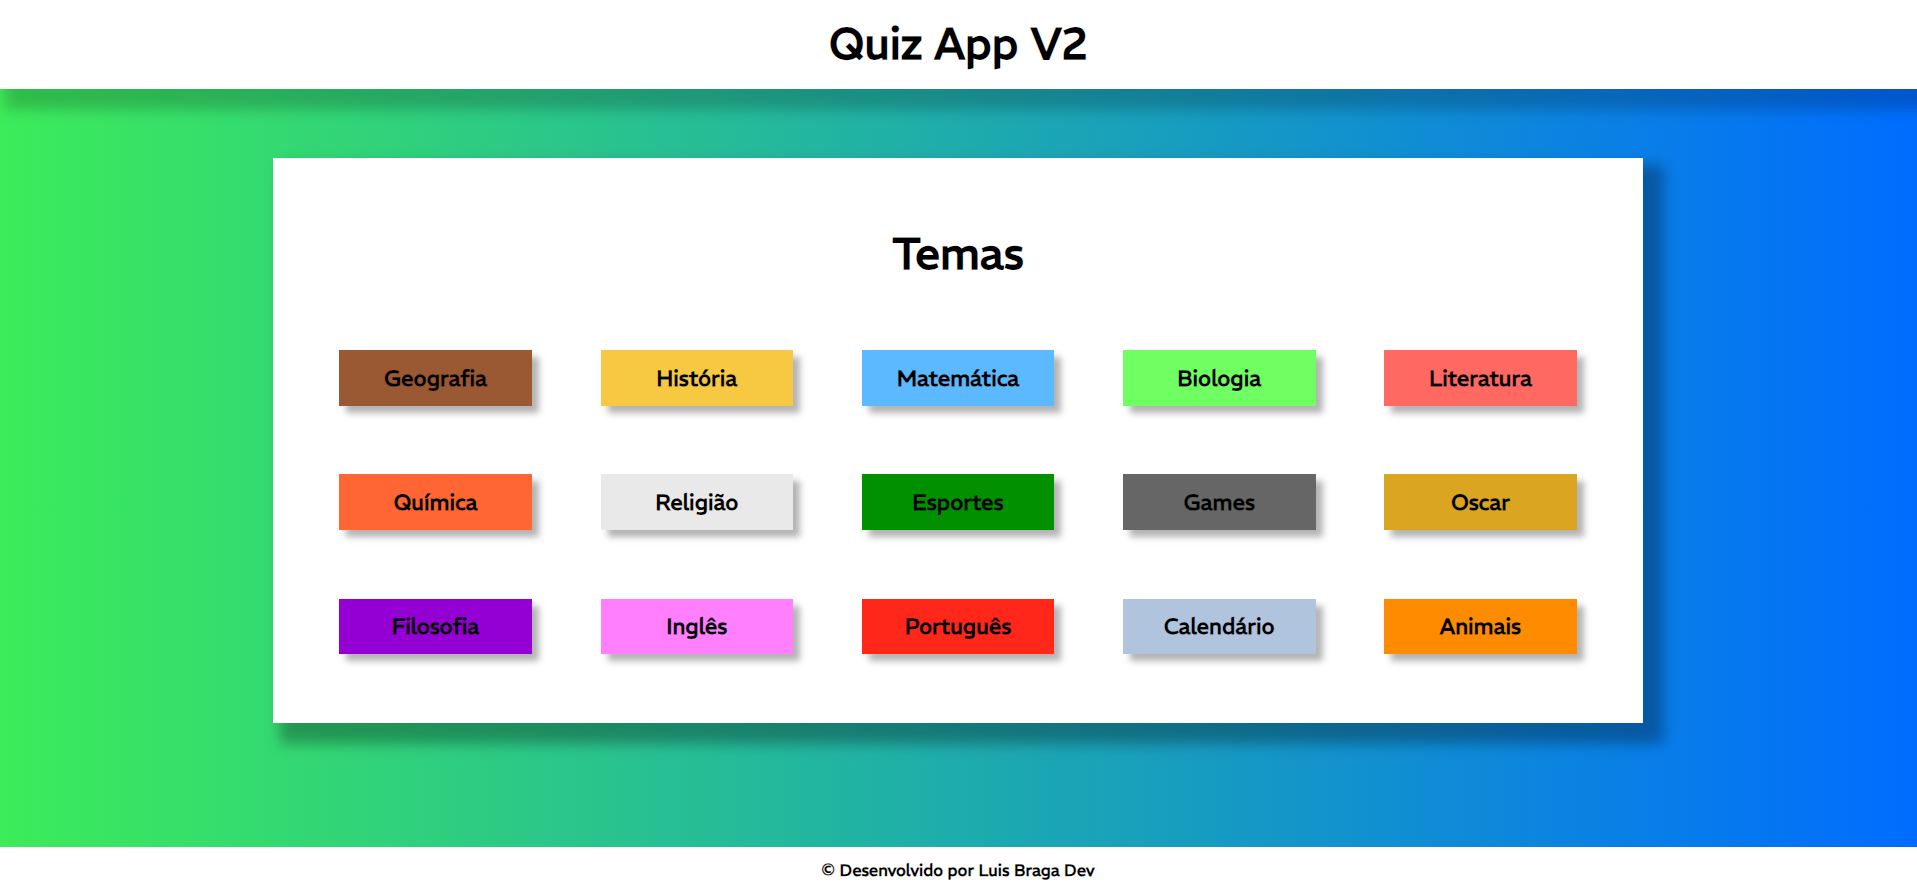 Quiz App V2
Temas
Geografia
História
Matemática
Biologia
Literatura
Química
Religião
Esportes
Games
Oscar
Filosofia
Inglês
Português
Calendário
Animais
© Desenvolvido por Luis Braga Dev